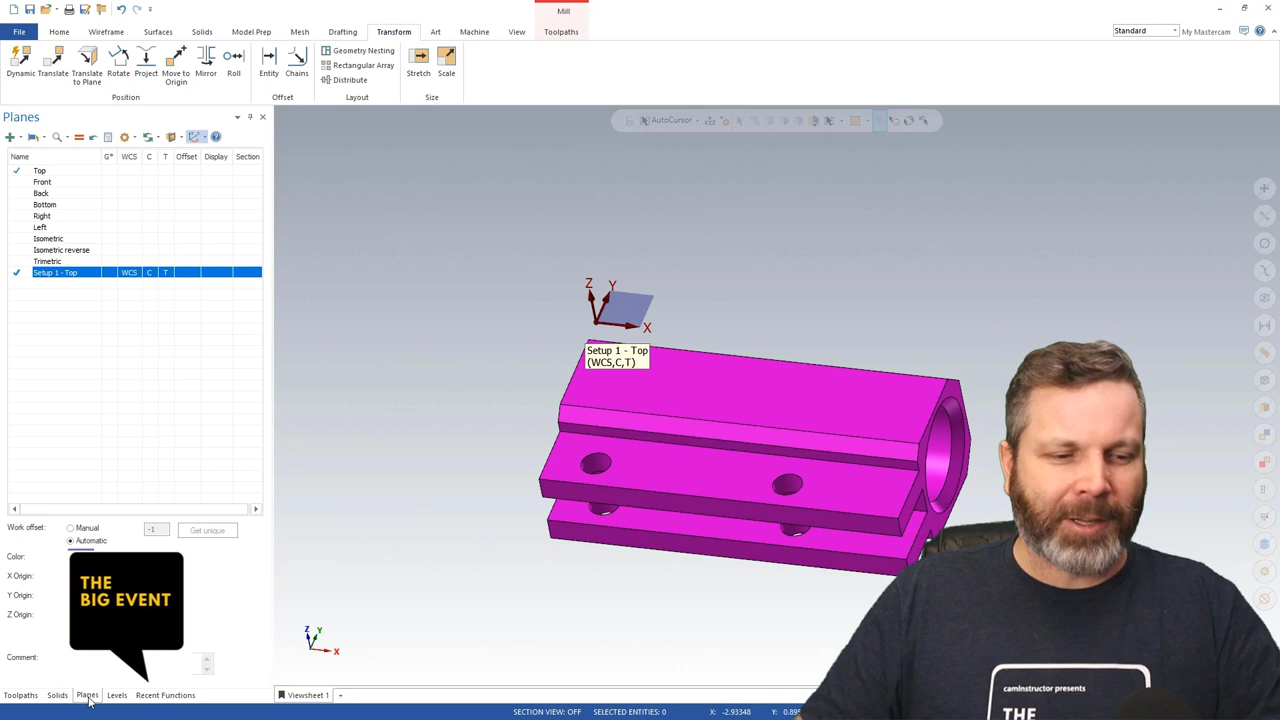 Mill
File Home Wireframe Surfaces Solids Model Prep Mesh Drafting Transform Art Machine View Toolpaths
Standard My Mastercam
Dynamic Translate Translate to Plane Rotate Project Move to Origin Mirror Roll
Entity Chains
Geometry Nesting
Rectangular Array
Distribute
Stretch Scale
Position Offset Layout Size
Planes
AutoCursor
Name G* WCS C T Offset Display Section
Top
Front
Back
Bottom
Right
Left
Isometric
Isometric reverse
Trimetric
Setup 1 - Top WCS C T
Z Y
X
Setup 1 - Top
(WCS,C,T)
Work offset: Manual -1 Get unique
Automatic
Color:
X Origin:
Y Origin:
Z Origin:
Comment:
THE
BIG EVENT
Z Y
X
Toolpaths Solids Planes Levels Recent Functions
Viewsheet 1 +
SECTION VIEW: OFF SELECTED ENTITIES: 0 X: -2.93348 Y: 0.895
camInstructor presents
THE